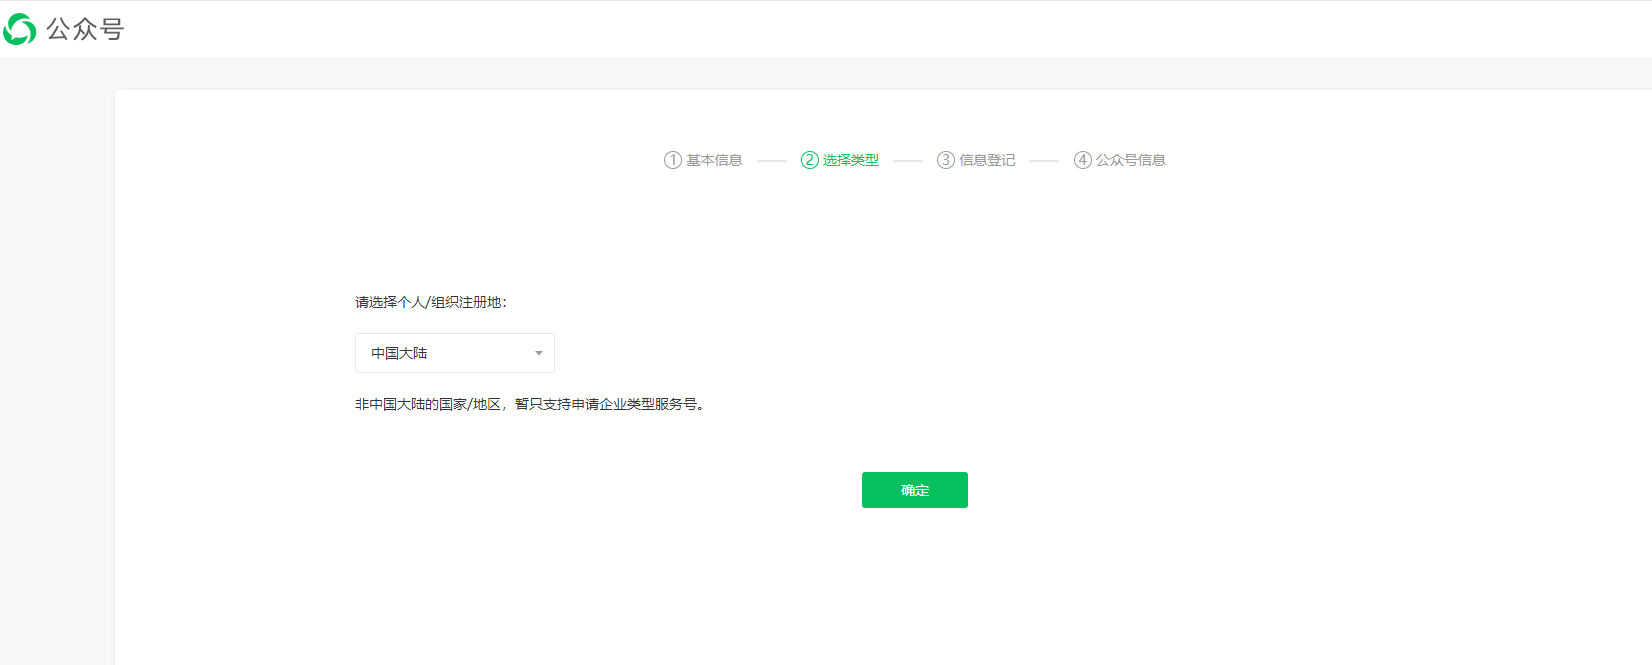 公众号
① 基本信息 ② 选择类型 ③ 信息登记 ④ 公众号信息
请选择个人/组织注册地：
中国大陆
非中国大陆的国家/地区，暂只支持申请企业类型服务号。
确定